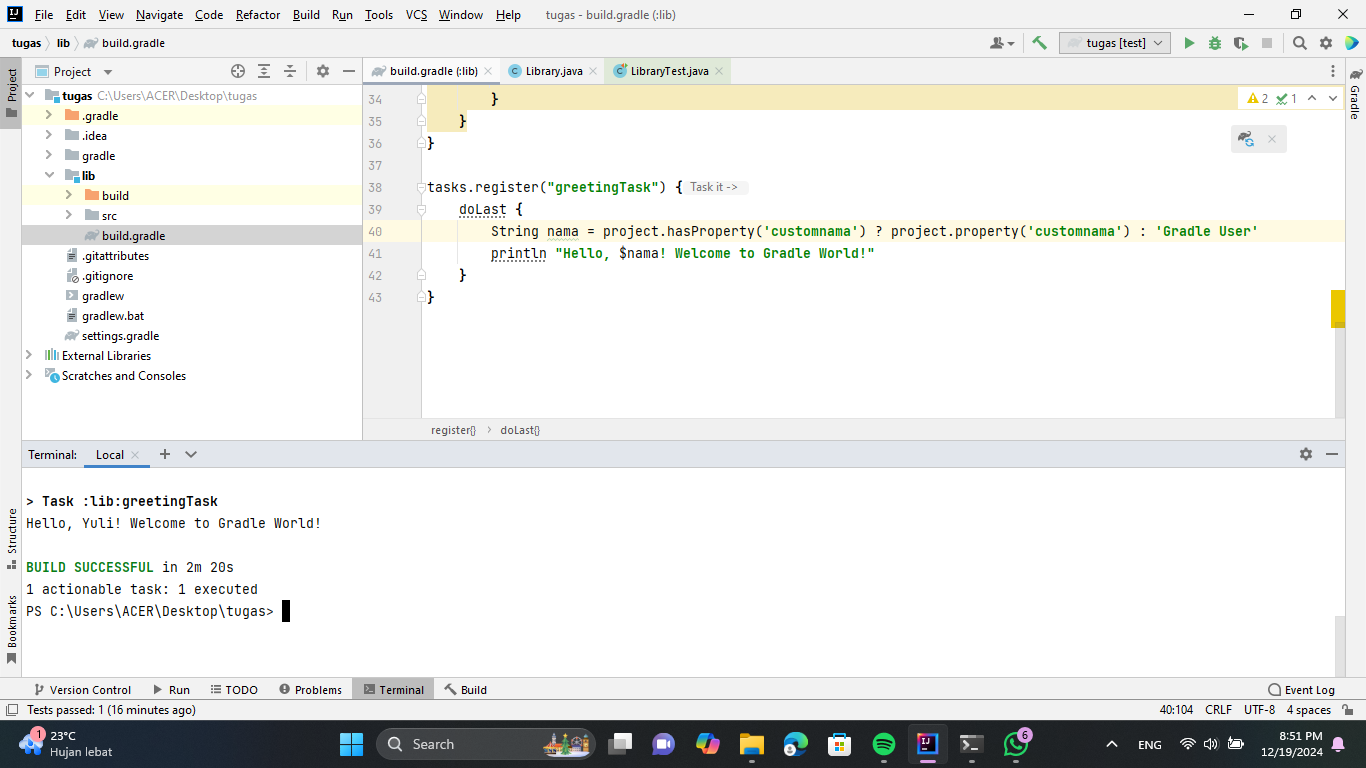 File Edit View Navigate Code Refactor Build Run Tools VCS Window Help tugas - build.gradle (:lib)
tugas lib build.gradle
tugas [test]
Project
Project
build.gradle (:lib)
Library.java
LibraryTest.java
Gradle
tugas C:\Users\ACER\Desktop\tugas
.gradle
.idea
gradle
lib
build
src
build.gradle
.gitattributes
.gitignore
gradlew
gradlew.bat
settings.gradle
External Libraries
Scratches and Consoles
2 1
34 }
35 }
36 }
37
38 tasks.register("greetingTask") { Task it ->
39 doLast {
40 String nama = project.hasProperty('customnama') ? project.property('customnama') : 'Gradle User'
41 println "Hello, $nama! Welcome to Gradle World!"
42 }
43 }
register{} doLast{}
Terminal: Local
> Task :lib:greetingTask
Hello, Yuli! Welcome to Gradle World!
BUILD SUCCESSFUL in 2m 20s
1 actionable task: 1 executed
PS C:\Users\ACER\Desktop\tugas>
Structure
Bookmarks
Version Control Run TODO Problems Terminal Build Event Log
Tests passed: 1 (16 minutes ago) 40:104 CRLF UTF-8 4 spaces
1
23°C
Hujan lebat
Search
6
ENG
8:51 PM
12/19/2024